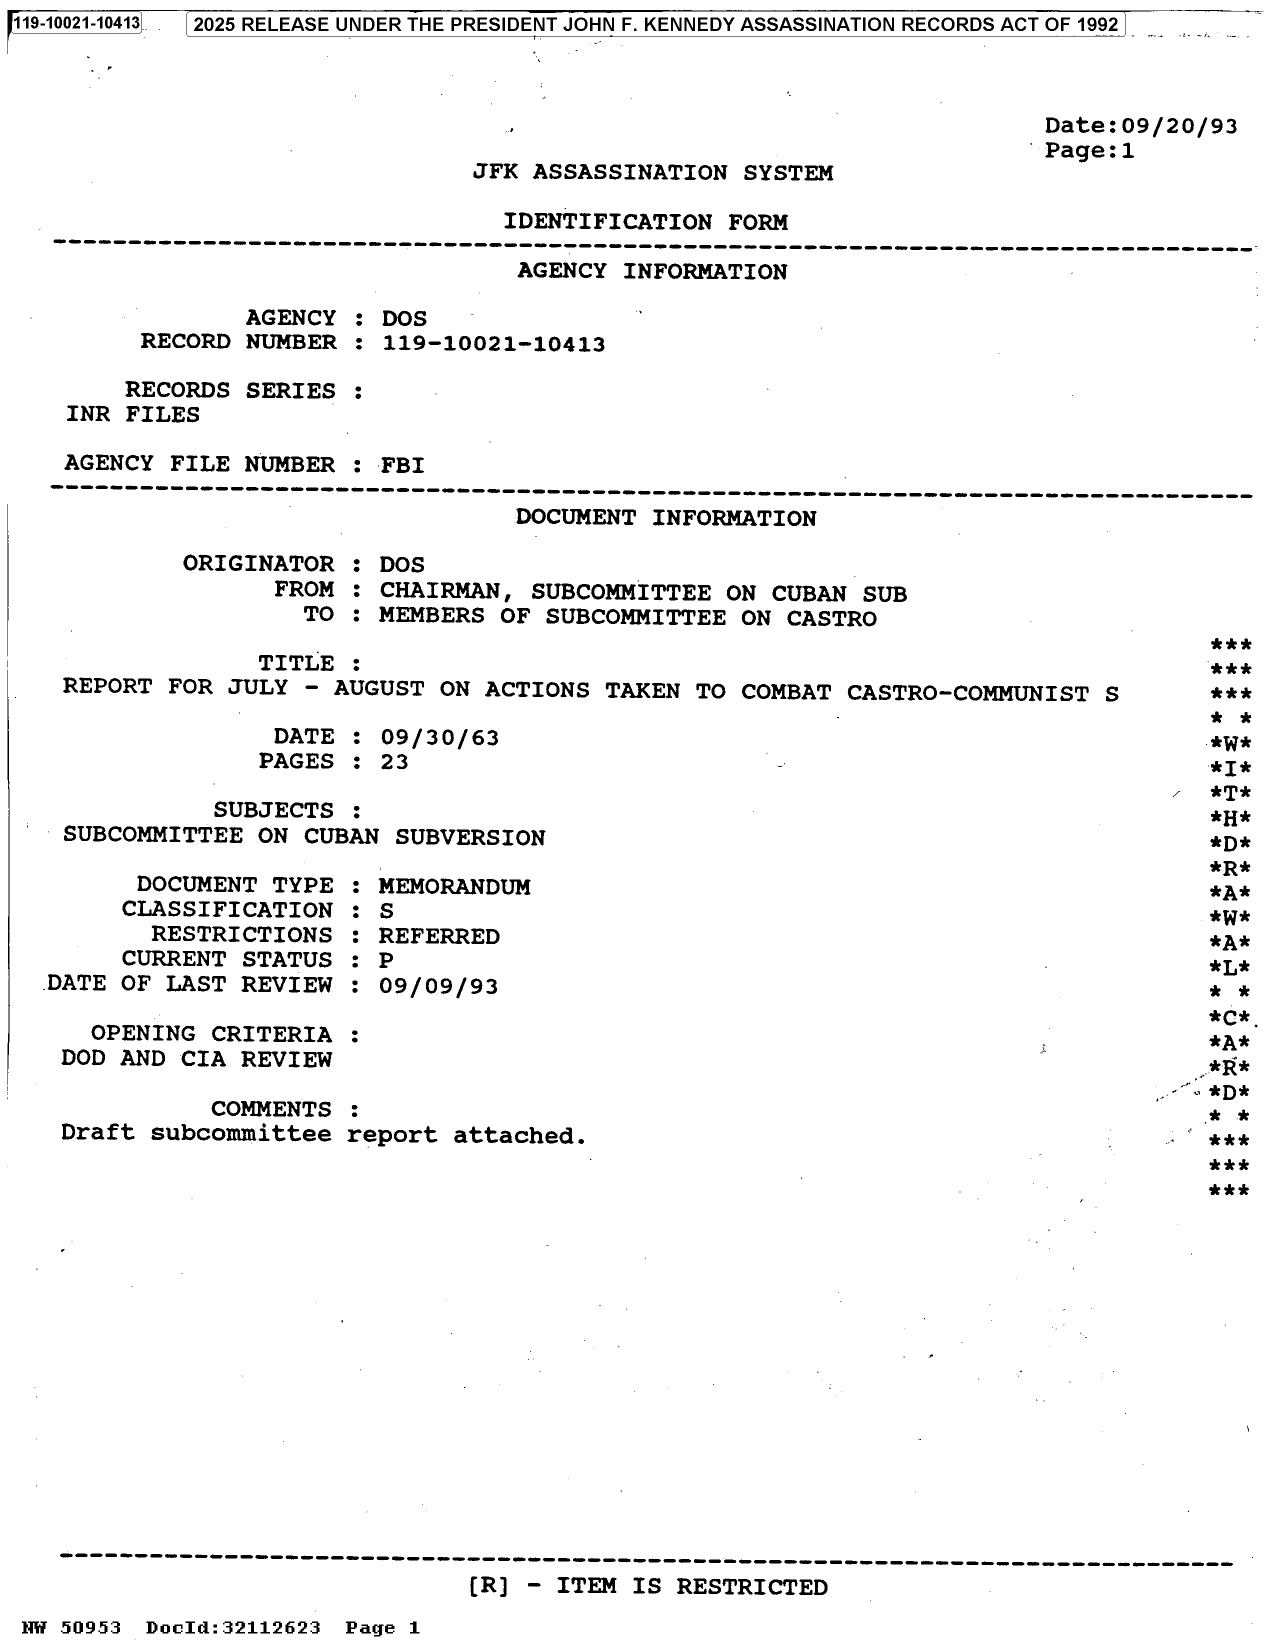 119-10021-10413
2025 RELEASE UNDER THE PRESIDENT JOHN F. KENNEDY ASSASSINATION RECORDS ACT OF 1992
Date:09/20/93
Page:1
JFK ASSASSINATION SYSTEM
IDENTIFICATION FORM
--------------------------------------------------------------------------------
AGENCY INFORMATION
AGENCY : DOS
RECORD NUMBER : 119-10021-10413
RECORDS SERIES :
INR FILES
AGENCY FILE NUMBER : FBI
--------------------------------------------------------------------------------
DOCUMENT INFORMATION
ORIGINATOR : DOS
FROM : CHAIRMAN, SUBCOMMITTEE ON CUBAN SUB
TO : MEMBERS OF SUBCOMMITTEE ON CASTRO
TITLE :
REPORT FOR JULY - AUGUST ON ACTIONS TAKEN TO COMBAT CASTRO-COMMUNIST S
DATE : 09/30/63
PAGES : 23
SUBJECTS :
SUBCOMMITTEE ON CUBAN SUBVERSION
DOCUMENT TYPE : MEMORANDUM
CLASSIFICATION : S
RESTRICTIONS : REFERRED
CURRENT STATUS : P
DATE OF LAST REVIEW : 09/09/93
OPENING CRITERIA :
DOD AND CIA REVIEW
COMMENTS :
Draft subcommittee report attached.
***
***
***
* *
*W*
*I*
*T*
*H*
*D*
*R*
*A*
*W*
*A*
*L*
* *
*C*
*A*
*R*
*D*
* *
***
***
***
--------------------------------------------------------------------------------
[R] - ITEM IS RESTRICTED
NW 50953 DocId:32112623 Page 1